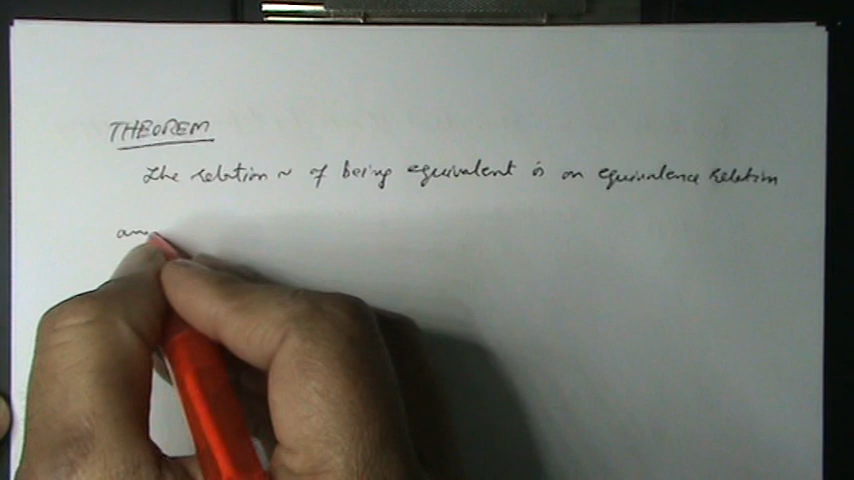 THEOREM
The relation ~ of being equivalent is an equivalence relation